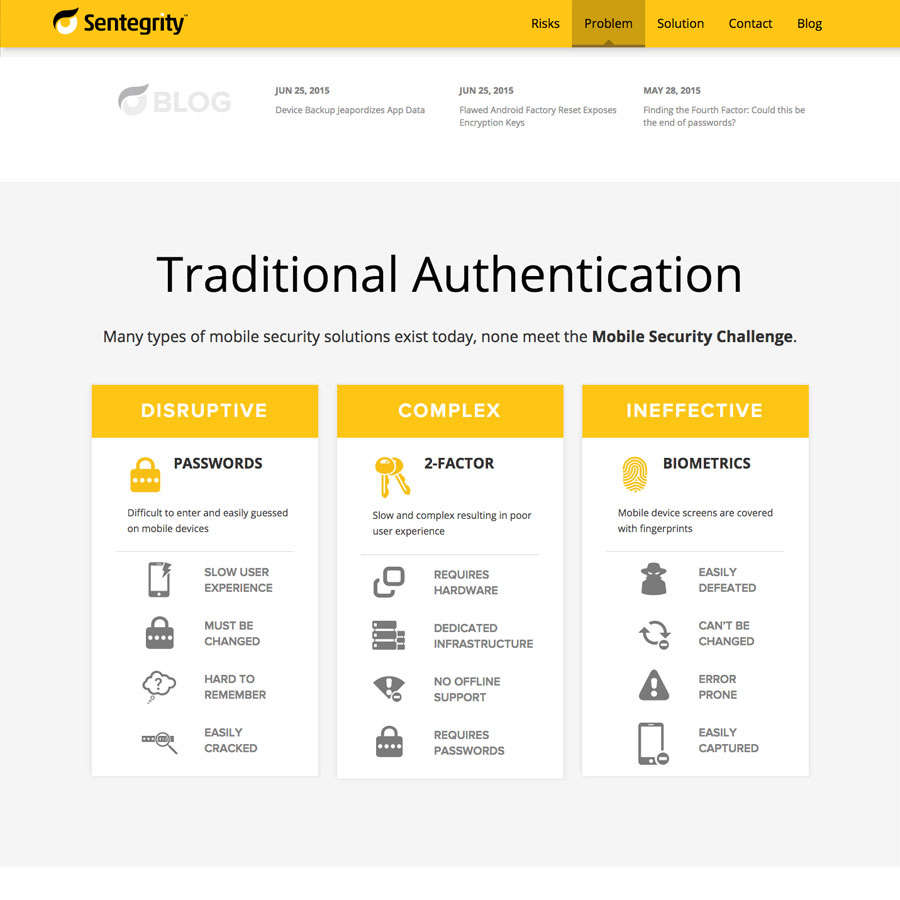 Sentegrity™
Risks
Problem
Solution
Contact
Blog
BLOG
JUN 25, 2015
Device Backup Jeapordizes App Data
JUN 25, 2015
Flawed Android Factory Reset Exposes
Encryption Keys
MAY 28, 2015
Finding the Fourth Factor: Could this be
the end of passwords?
Traditional Authentication
Many types of mobile security solutions exist today, none meet the Mobile Security Challenge.
DISRUPTIVE
PASSWORDS
Difficult to enter and easily guessed
on mobile devices
SLOW USER
EXPERIENCE
MUST BE
CHANGED
HARD TO
REMEMBER
EASILY
CRACKED
COMPLEX
2-FACTOR
Slow and complex resulting in poor
user experience
REQUIRES
HARDWARE
DEDICATED
INFRASTRUCTURE
NO OFFLINE
SUPPORT
REQUIRES
PASSWORDS
INEFFECTIVE
BIOMETRICS
Mobile device screens are covered
with fingerprints
EASILY
DEFEATED
CAN'T BE
CHANGED
ERROR
PRONE
EASILY
CAPTURED